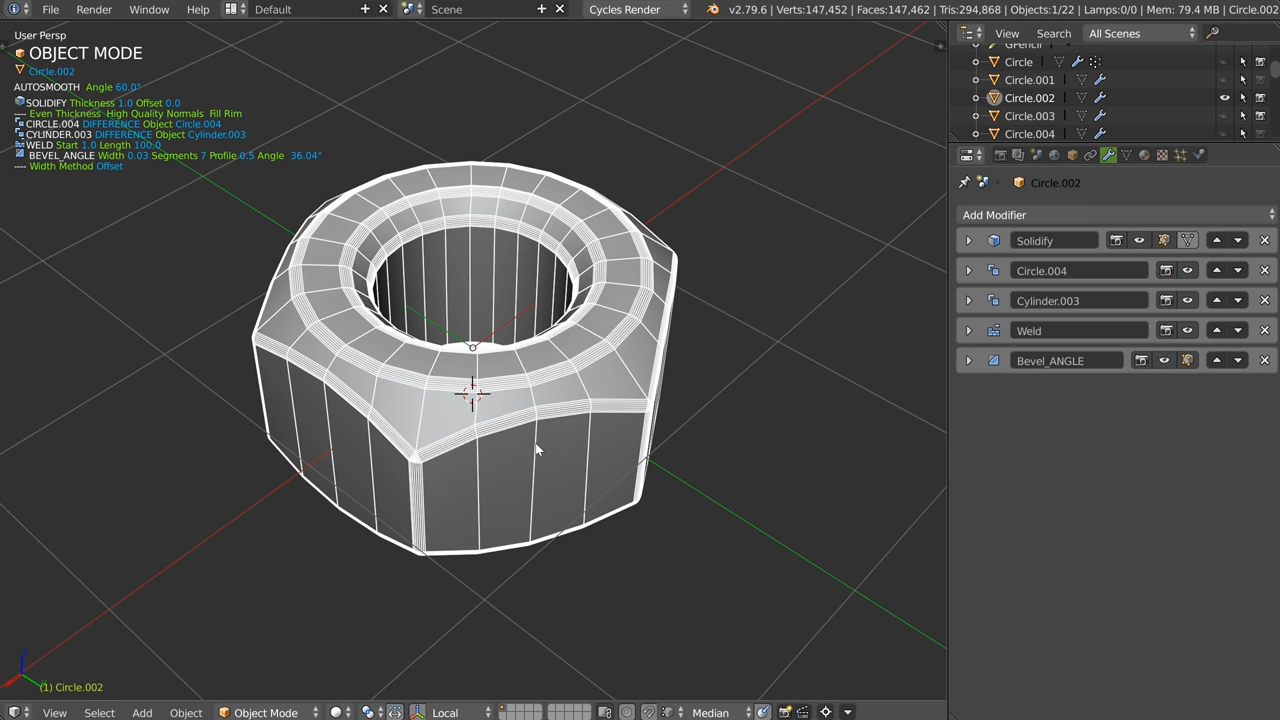 File Render Window Help Default Scene Cycles Render v2.79.6 | Verts:147,452 | Faces:147,462 | Tris:294,868 | Objects:1/22 | Lamps:0/0 | Mem: 79.4 MB | Circle.002
User Persp
OBJECT MODE
Circle.002
AUTOSMOOTH Angle 60.0°
SOLIDIFY Thickness 1.0 Offset 0.0
---- Even Thickness High Quality Normals Fill Rim
CIRCLE.004 DIFFERENCE Object Circle.004
CYLINDER.003 DIFFERENCE Object Cylinder.003
WELD Start 1.0 Length 100.0
BEVEL_ANGLE Width 0.03 Segments 7 Profile 0.5 Angle 36.04°
---- Width Method Offset
View Search All Scenes
GPencil
Circle
Circle.001
Circle.002
Circle.003
Circle.004
Circle.002
Add Modifier
Solidify
Circle.004
Cylinder.003
Weld
Bevel_ANGLE
(1) Circle.002
View Select Add Object Object Mode Local Median